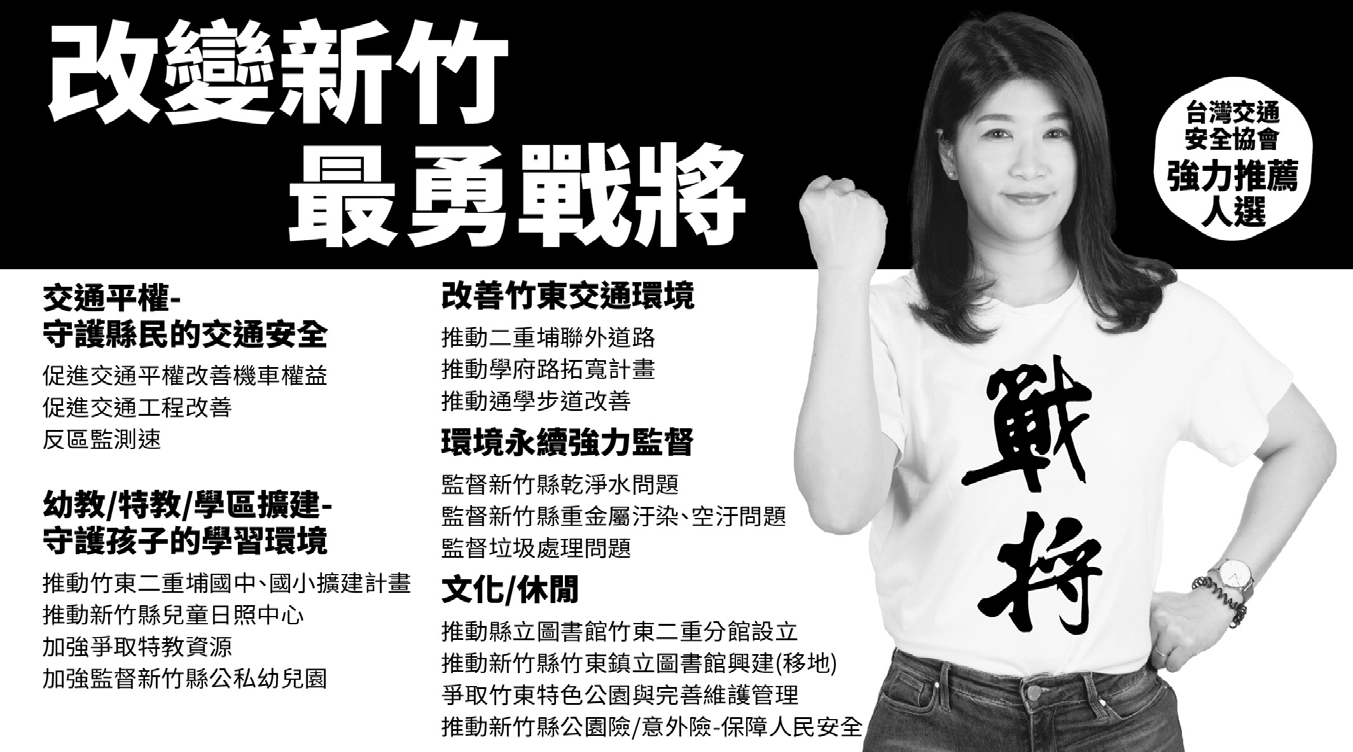 改變新竹
最勇戰將
台灣交通
安全協會
強力推薦
人選
交通平權-
守護縣民的交通安全
促進交通平權改善機車權益
促進交通工程改善
反區監測速
幼教/特教/學區擴建-
守護孩子的學習環境
推動竹東二重埔國中、國小擴建計畫
推動新竹縣兒童日照中心
加強爭取特教資源
加強監督新竹縣公私幼兒園
改善竹東交通環境
推動二重埔聯外道路
推動學府路拓寬計畫
推動通學步道改善
環境永續強力監督
監督新竹縣乾淨水問題
監督新竹縣重金屬汙染、空汙問題
監督垃圾處理問題
文化/休閒
推動縣立圖書館竹東二重分館設立
推動新竹縣竹東鎮立圖書館興建(移地)
爭取竹東特色公園與完善維護管理
推動新竹縣公園險/意外險-保障人民安全
戰
将